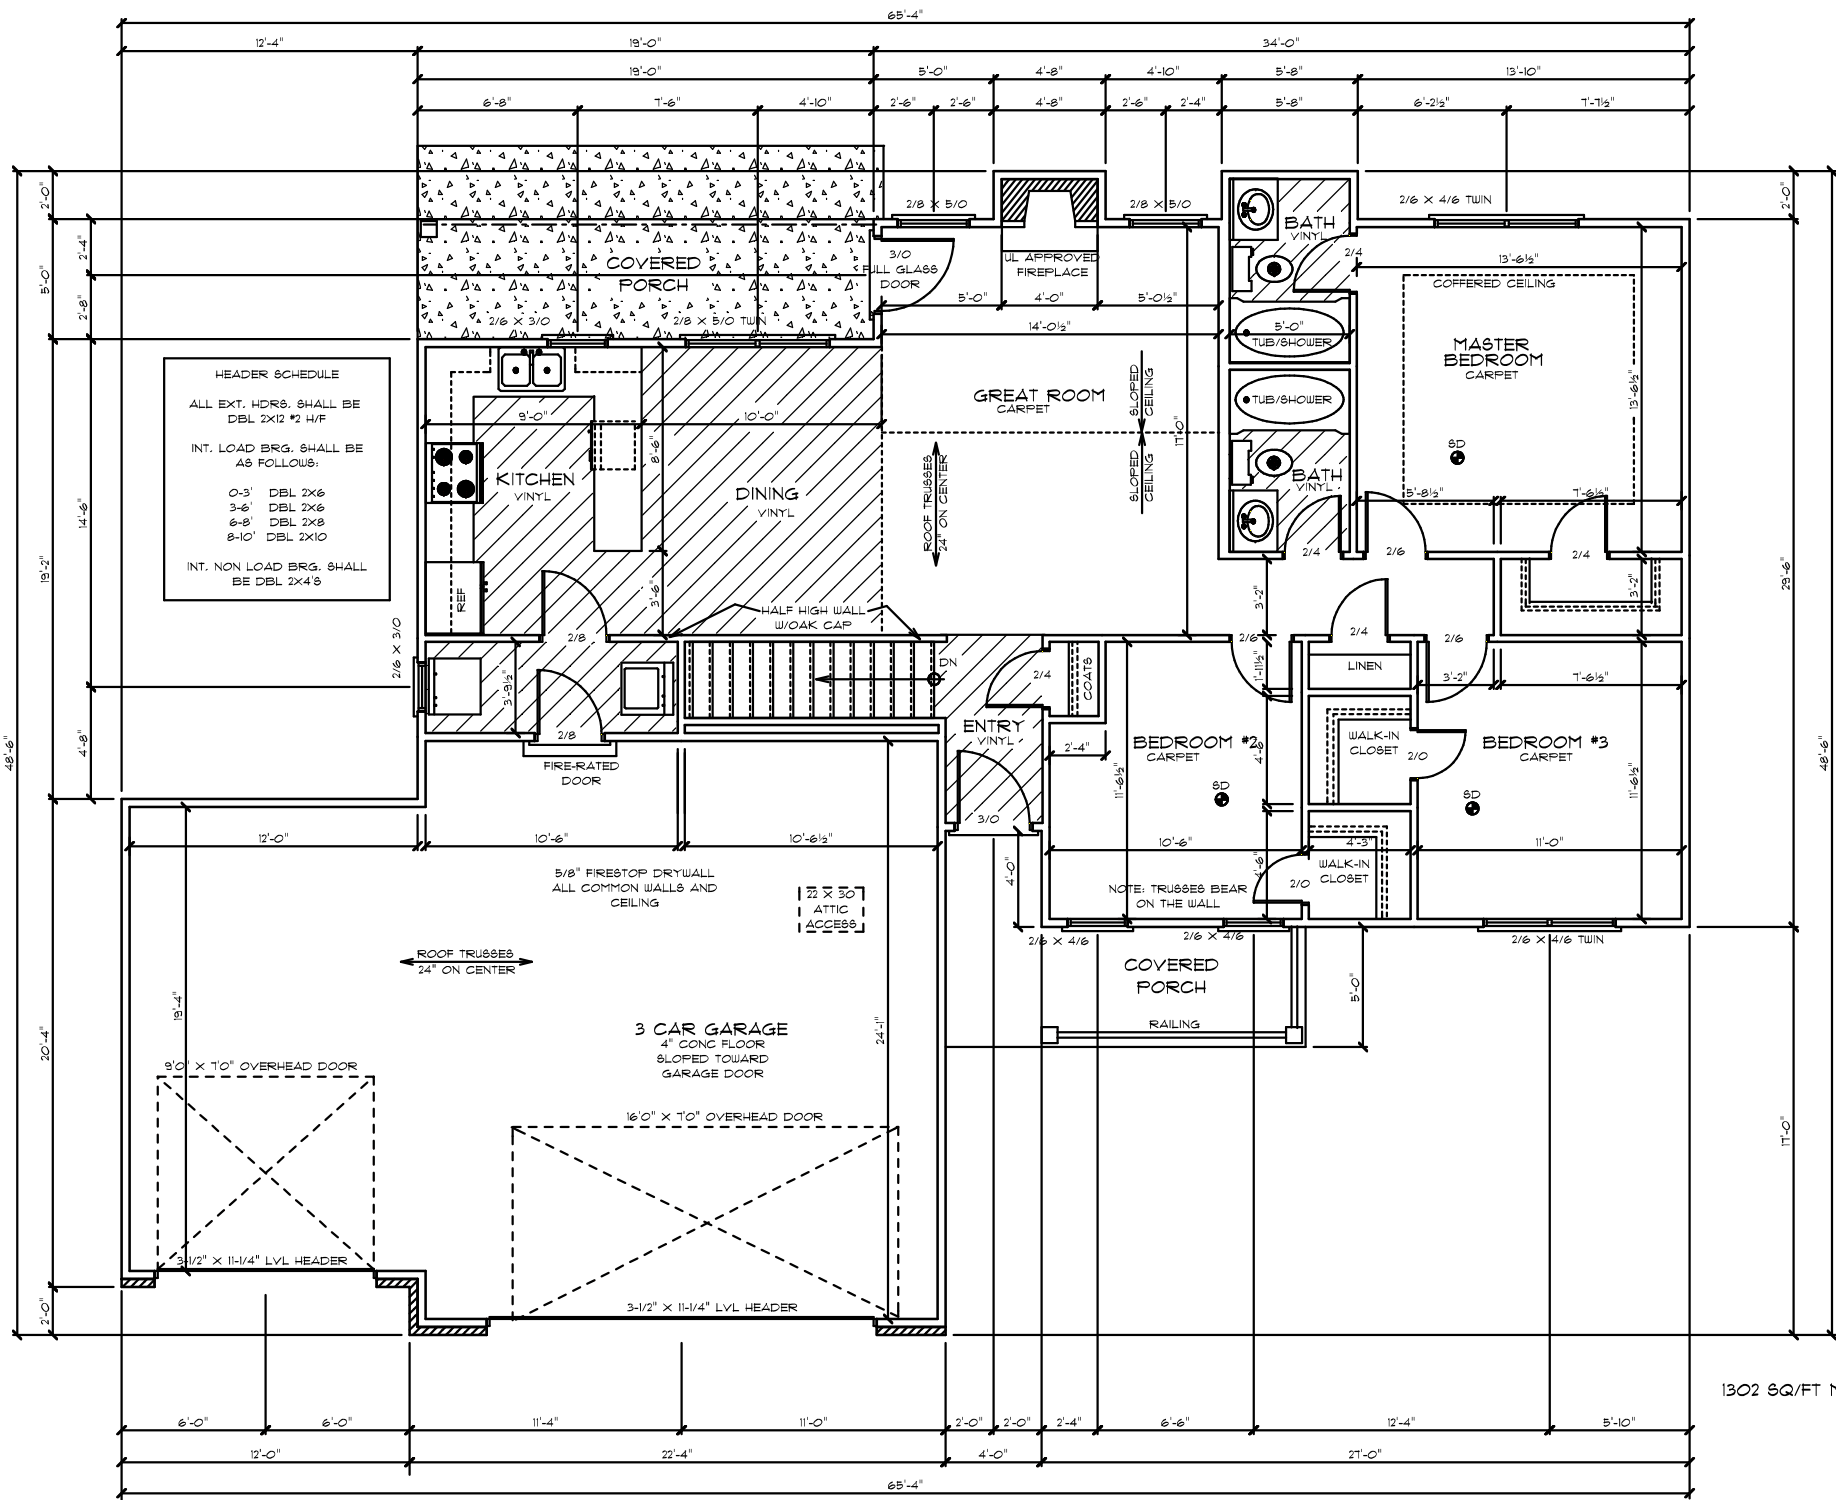 65'-4"
12'-4"
19'-0"
34'-0"
19'-0"
5'-0"
4'-8"
4'-10"
5'-8"
13'-10"
6'-8"
7'-6"
4'-10"
2'-6"
2'-6"
4'-8"
2'-6"
2'-4"
5'-8"
6'-2½"
7'-7½"
2'-0"
2'-4"
5'-0"
2'-8"
14'-6"
19'-2"
4'-8"
48'-6"
20'-4"
2'-0"
HEADER SCHEDULE
ALL EXT. HDRS. SHALL BE
DBL 2X12 #2 H/F
INT. LOAD BRG. SHALL BE
AS FOLLOWS:
0-3' DBL 2X6
3-6' DBL 2X6
6-8' DBL 2X8
8-10' DBL 2X10
INT. NON LOAD BRG. SHALL
BE DBL 2X4'S
COVERED
PORCH
2/6 X 3/0
2/8 X 5/0 TWIN
2/8 X 5/0
2/8 X 5/0
2/6 X 4/6 TWIN
3/0
FULL GLASS
DOOR
UL APPROVED
FIREPLACE
5'-0"
4'-0"
5'-0½"
14'-0½"
BATH
VINYL
2/4
5'-0"
TUB/SHOWER
TUB/SHOWER
BATH
VINYL
2/4
13'-6½"
COFFERED CEILING
MASTER
BEDROOM
CARPET
13'-6½"
SD
5'-8½"
7'-6½"
2/6
2/4
GREAT ROOM
CARPET
SLOPED
CEILING
SLOPED
CEILING
17'-0"
ROOF TRUSSES
24" ON CENTER
9'-0"
10'-0"
8'-6"
3'-6"
KITCHEN
VINYL
DINING
VINYL
REF
2/8
HALF HIGH WALL
W/OAK CAP
2/6 X 3/0
3'-9½"
2/8
FIRE-RATED
DOOR
DN
2/4
COATS
ENTRY
VINYL
3/0
2'-4"
3'-2"
2/6
1'-11½"
2/4
LINEN
2/6
3'-2"
3'-2"
7'-6½"
BEDROOM #2
CARPET
11'-6½"
4'-6"
SD
WALK-IN
CLOSET
2/0
BEDROOM #3
CARPET
SD
11'-6½"
10'-6"
4'-3"
11'-0"
4'-6"
WALK-IN
CLOSET
2/0
NOTE: TRUSSES BEAR
ON THE WALL
4'-0"
2/6 X 4/6
2/6 X 4/6
2/6 X 4/6 TWIN
COVERED
PORCH
RAILING
5'-0"
12'-0"
10'-6"
10'-6½"
5/8" FIRESTOP DRYWALL
ALL COMMON WALLS AND
CEILING
22 X 30
ATTIC
ACCESS
ROOF TRUSSES
24" ON CENTER
19'-4"
24'-1"
3 CAR GARAGE
4" CONC FLOOR
SLOPED TOWARD
GARAGE DOOR
9'0" X 7'0" OVERHEAD DOOR
16'0" X 7'0" OVERHEAD DOOR
3-1/2" X 11-1/4" LVL HEADER
3-1/2" X 11-1/4" LVL HEADER
2'-0"
29'-6"
48'-6"
17'-0"
1302 SQ/FT
6'-0"
6'-0"
11'-4"
11'-0"
2'-0"
2'-0"
2'-4"
6'-6"
12'-4"
5'-10"
12'-0"
22'-4"
4'-0"
27'-0"
65'-4"